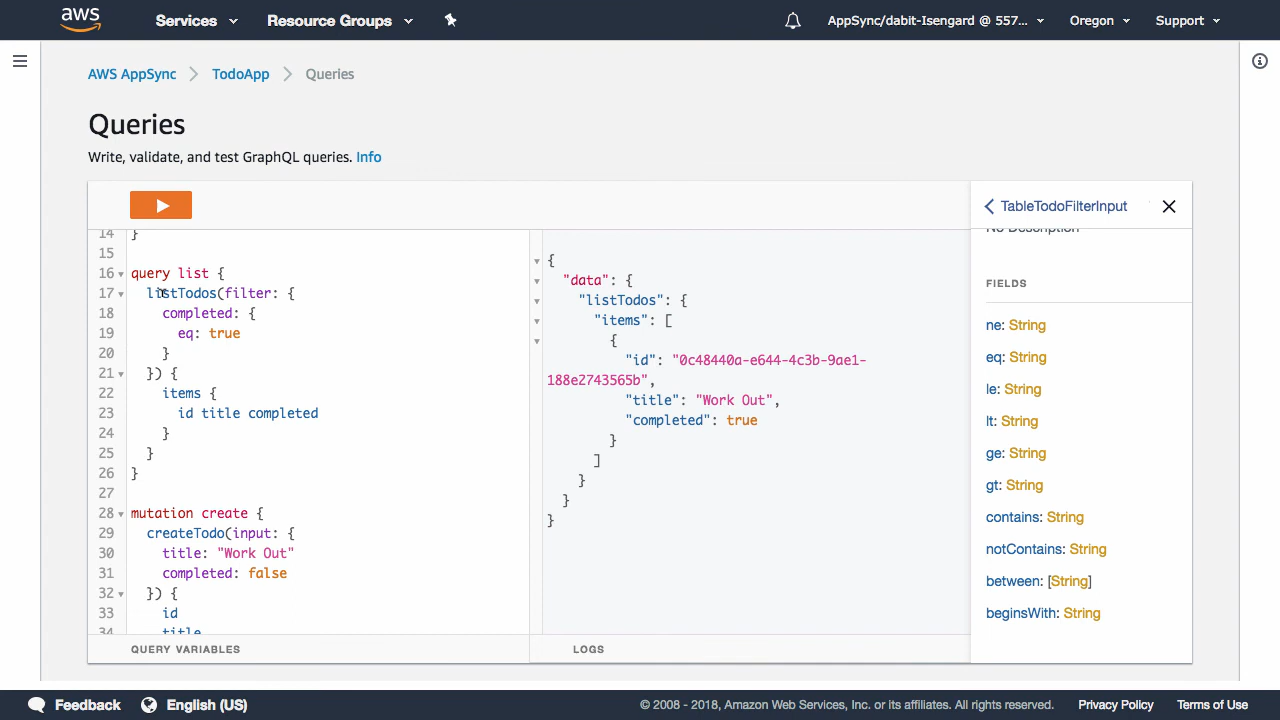 aws Services Resource Groups AppSync/dabit-Isengard @ 557... Oregon Support
AWS AppSync TodoApp Queries
Queries
Write, validate, and test GraphQL queries. Info
TableTodoFilterInput
14 }
15
16 query list {
17 listTodos(filter: {
18 completed: {
19 eq: true
20 }
21 }) {
22 items {
23 id title completed
24 }
25 }
26 }
27
28 mutation create {
29 createTodo(input: {
30 title: "Work Out"
31 completed: false
32 }) {
33 id
34 title
QUERY VARIABLES
{
"data": {
"listTodos": {
"items": [
{
"id": "0c48440a-e644-4c3b-9ae1-
188e2743565b",
"title": "Work Out",
"completed": true
}
]
}
}
}
LOGS
No Description
FIELDS
ne: String
eq: String
le: String
lt: String
ge: String
gt: String
contains: String
notContains: String
between: [String]
beginsWith: String
Feedback English (US) © 2008 - 2018, Amazon Web Services, Inc. or its affiliates. All rights reserved. Privacy Policy Terms of Use